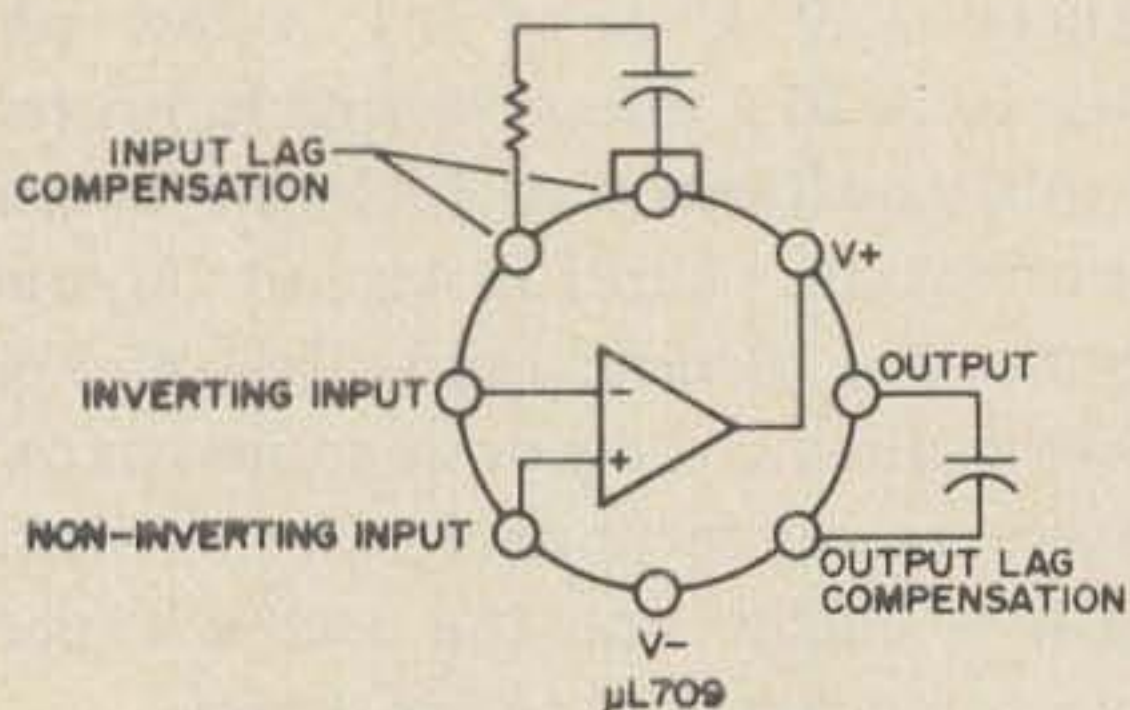 INPUT LAG
COMPENSATION
V+
OUTPUT
INVERTING INPUT
-
+
NON-INVERTING INPUT
OUTPUT LAG
COMPENSATION
V-
µL709